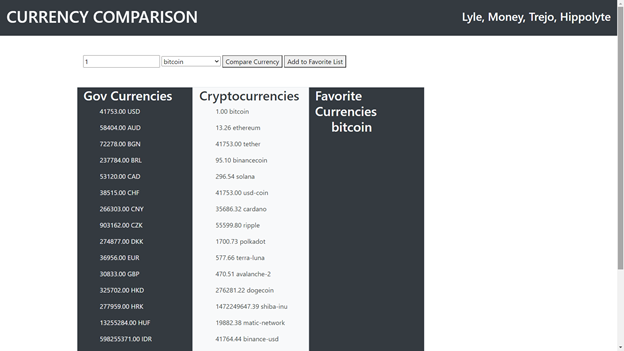 CURRENCY COMPARISON
Lyle, Money, Trejo, Hippolyte
1
bitcoin
Compare Currency
Add to Favorite List
Gov Currencies
41753.00 USD
58404.00 AUD
72278.00 BGN
237784.00 BRL
53120.00 CAD
38515.00 CHF
266303.00 CNY
903162.00 CZK
274877.00 DKK
36956.00 EUR
30833.00 GBP
325702.00 HKD
277959.00 HRK
13255284.00 HUF
598255371.00 IDR
Cryptocurrencies
1.00 bitcoin
13.26 ethereum
41753.00 tether
95.10 binancecoin
296.54 solana
41753.00 usd-coin
35686.32 cardano
55599.80 ripple
1700.73 polkadot
577.66 terra-luna
470.51 avalanche-2
276281.22 dogecoin
1472249647.39 shiba-inu
19882.38 matic-network
41764.44 binance-usd
Favorite
Currencies
bitcoin